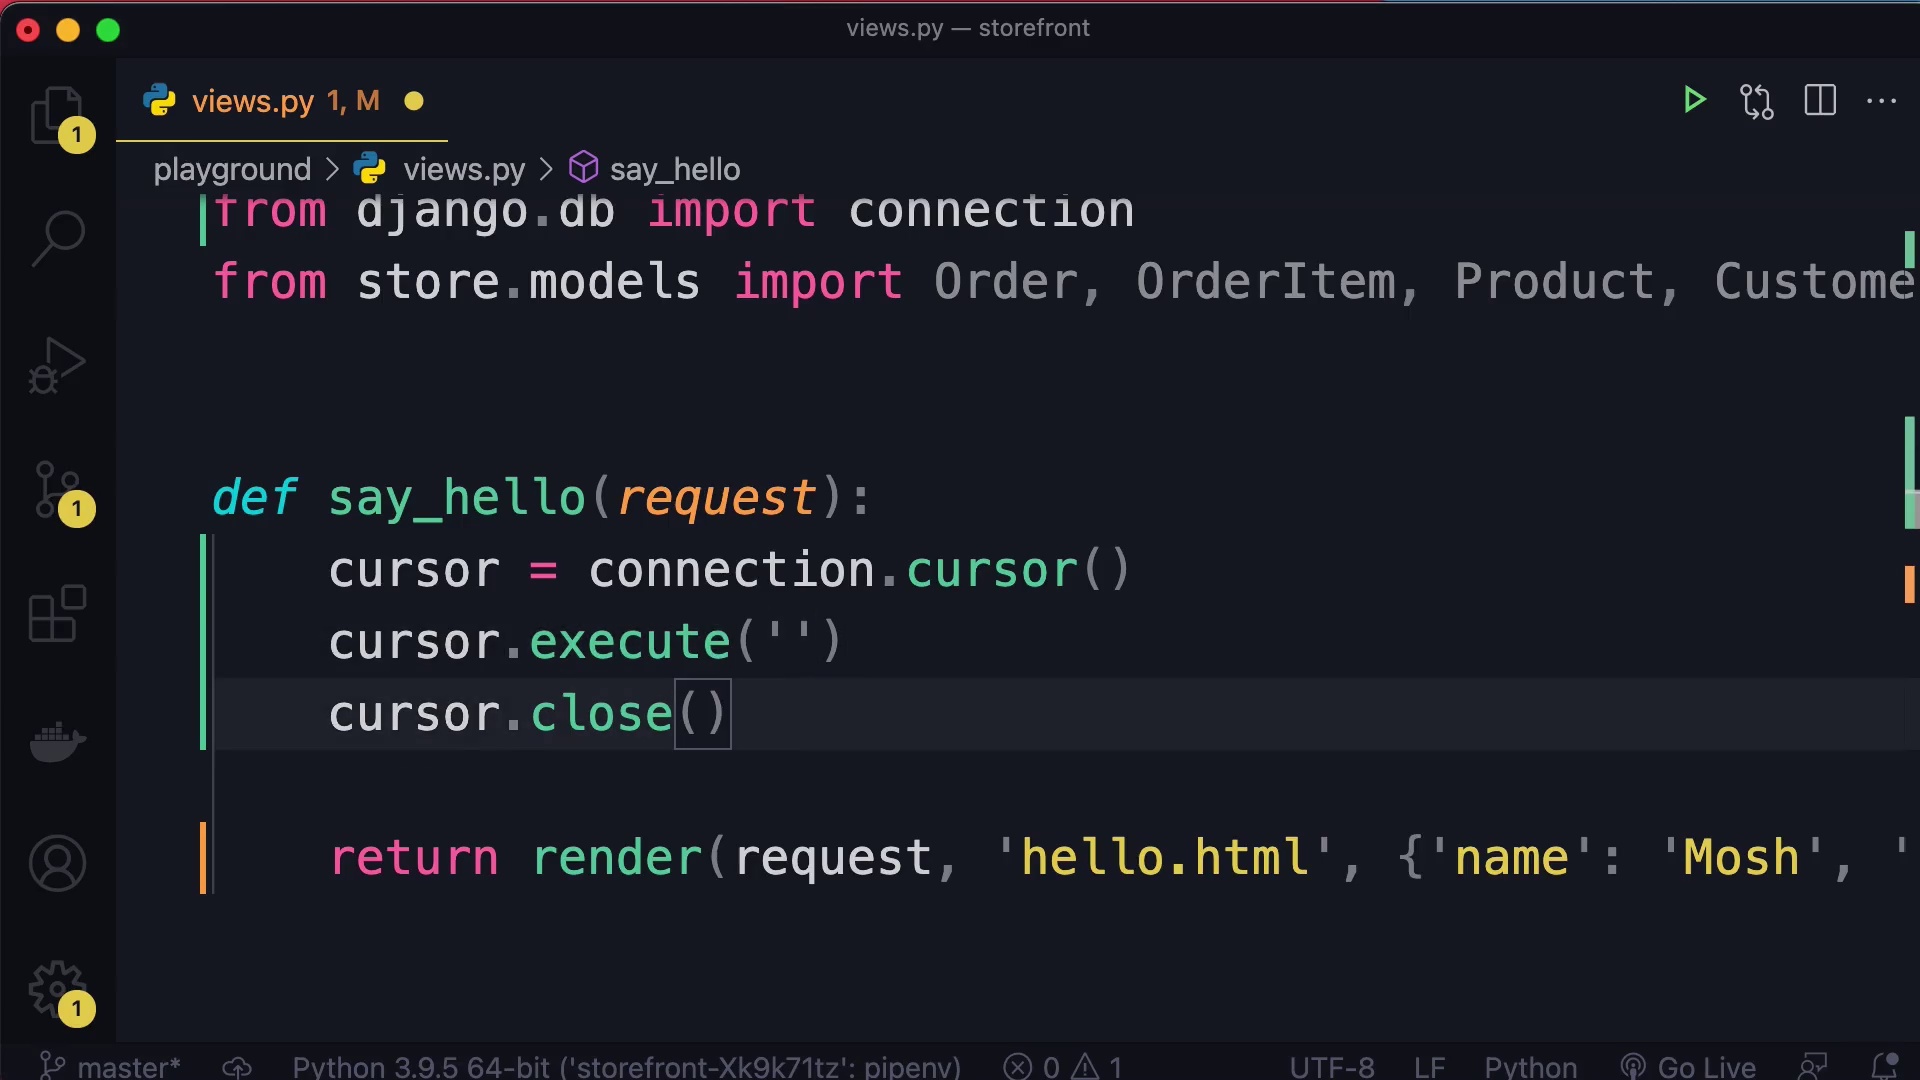 views.py — storefront
views.py 1, M
playground > views.py > say_hello
from django.db import connection
from store.models import Order, OrderItem, Product, Custome
def say_hello(request):
cursor = connection.cursor()
cursor.execute('')
cursor.close()
return render(request, 'hello.html', {'name': 'Mosh', '
1
1
1
master* Python 3.9.5 64-bit ('storefront-Xk9k71tz': pipenv) 0 1 UTF-8 LF Python Go Live